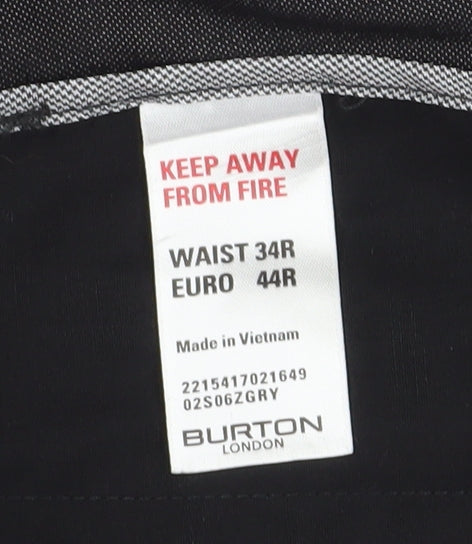 KEEP AWAY
FROM FIRE
WAIST 34R
EURO 44R
Made in Vietnam
2215417021649
02S06ZGRY
BURTON
LONDON